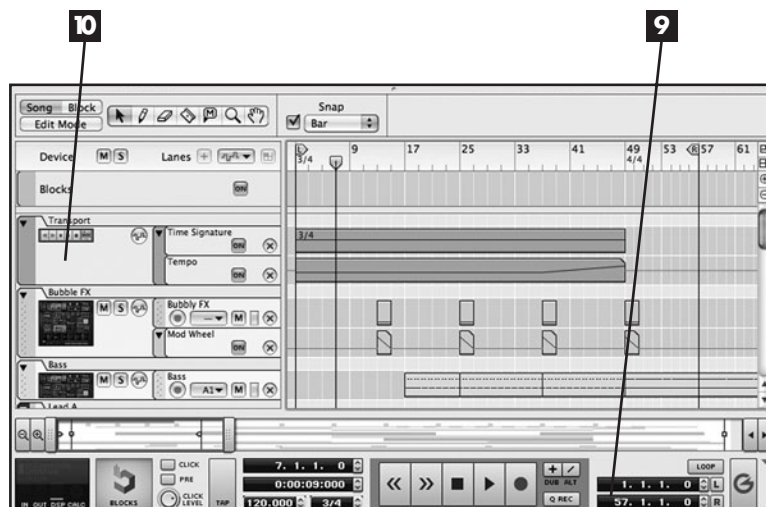 10 9
Song Block
Edit Mode
M
Snap
Bar
Device M S Lanes
L 9 17 25 33 41 49 53 R 57 61
3/4 4/4
Blocks ON
Transport
Time Signature
ON
3/4
Tempo
ON
Bubble FX
M S
Bubbly FX
M
Mod Wheel
ON
Bass
M S
Bass
A1 M
Lead A
CLICK
PRE
CLICK
LEVEL
TAP
BLOCKS
IN OUT DSP CALC
7. 1. 1. 0
0:00:09:000
120.000 3/4
DUB ALT
Q REC
LOOP
1. 1. 1. 0 L
57. 1. 1. 0 R